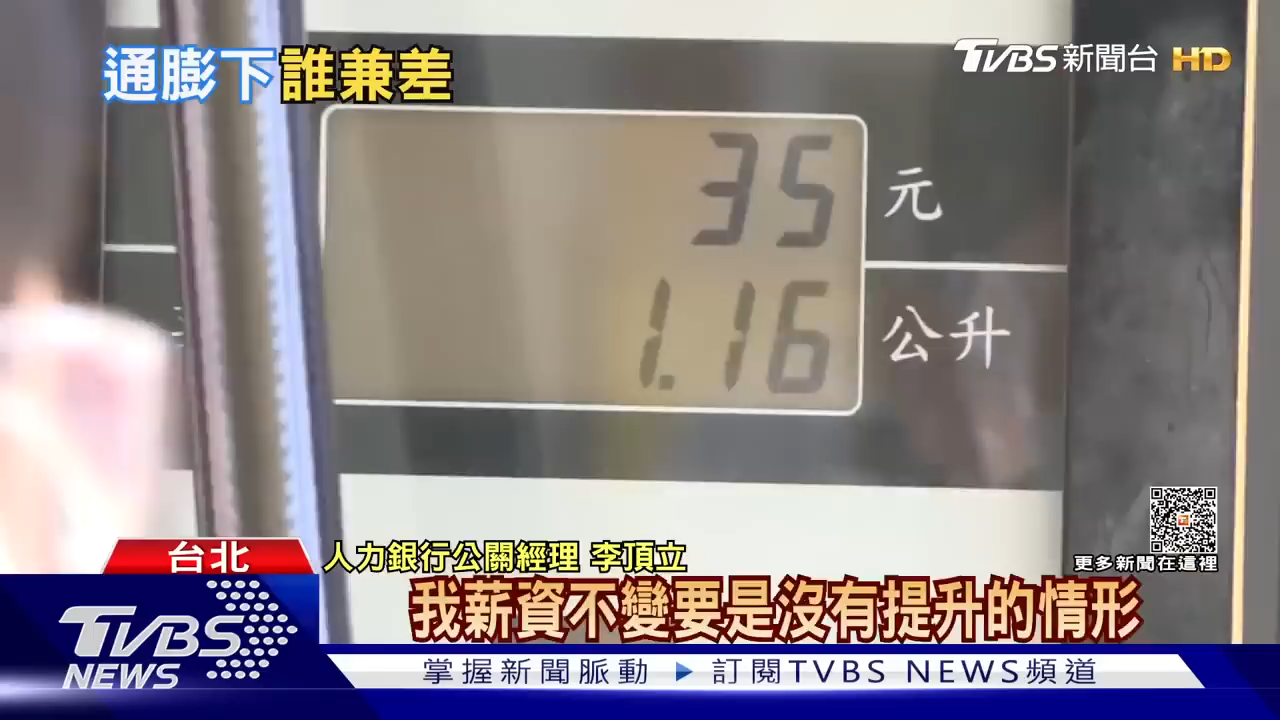 通膨下誰兼差
TVBS新聞台 HD
35 元
1.16 公升
更多新聞在這裡
台北
人力銀行公關經理 李頂立
我薪資不變要是沒有提升的情形
TVBS NEWS
掌握新聞脈動 ▶ 訂閱TVBS NEWS頻道